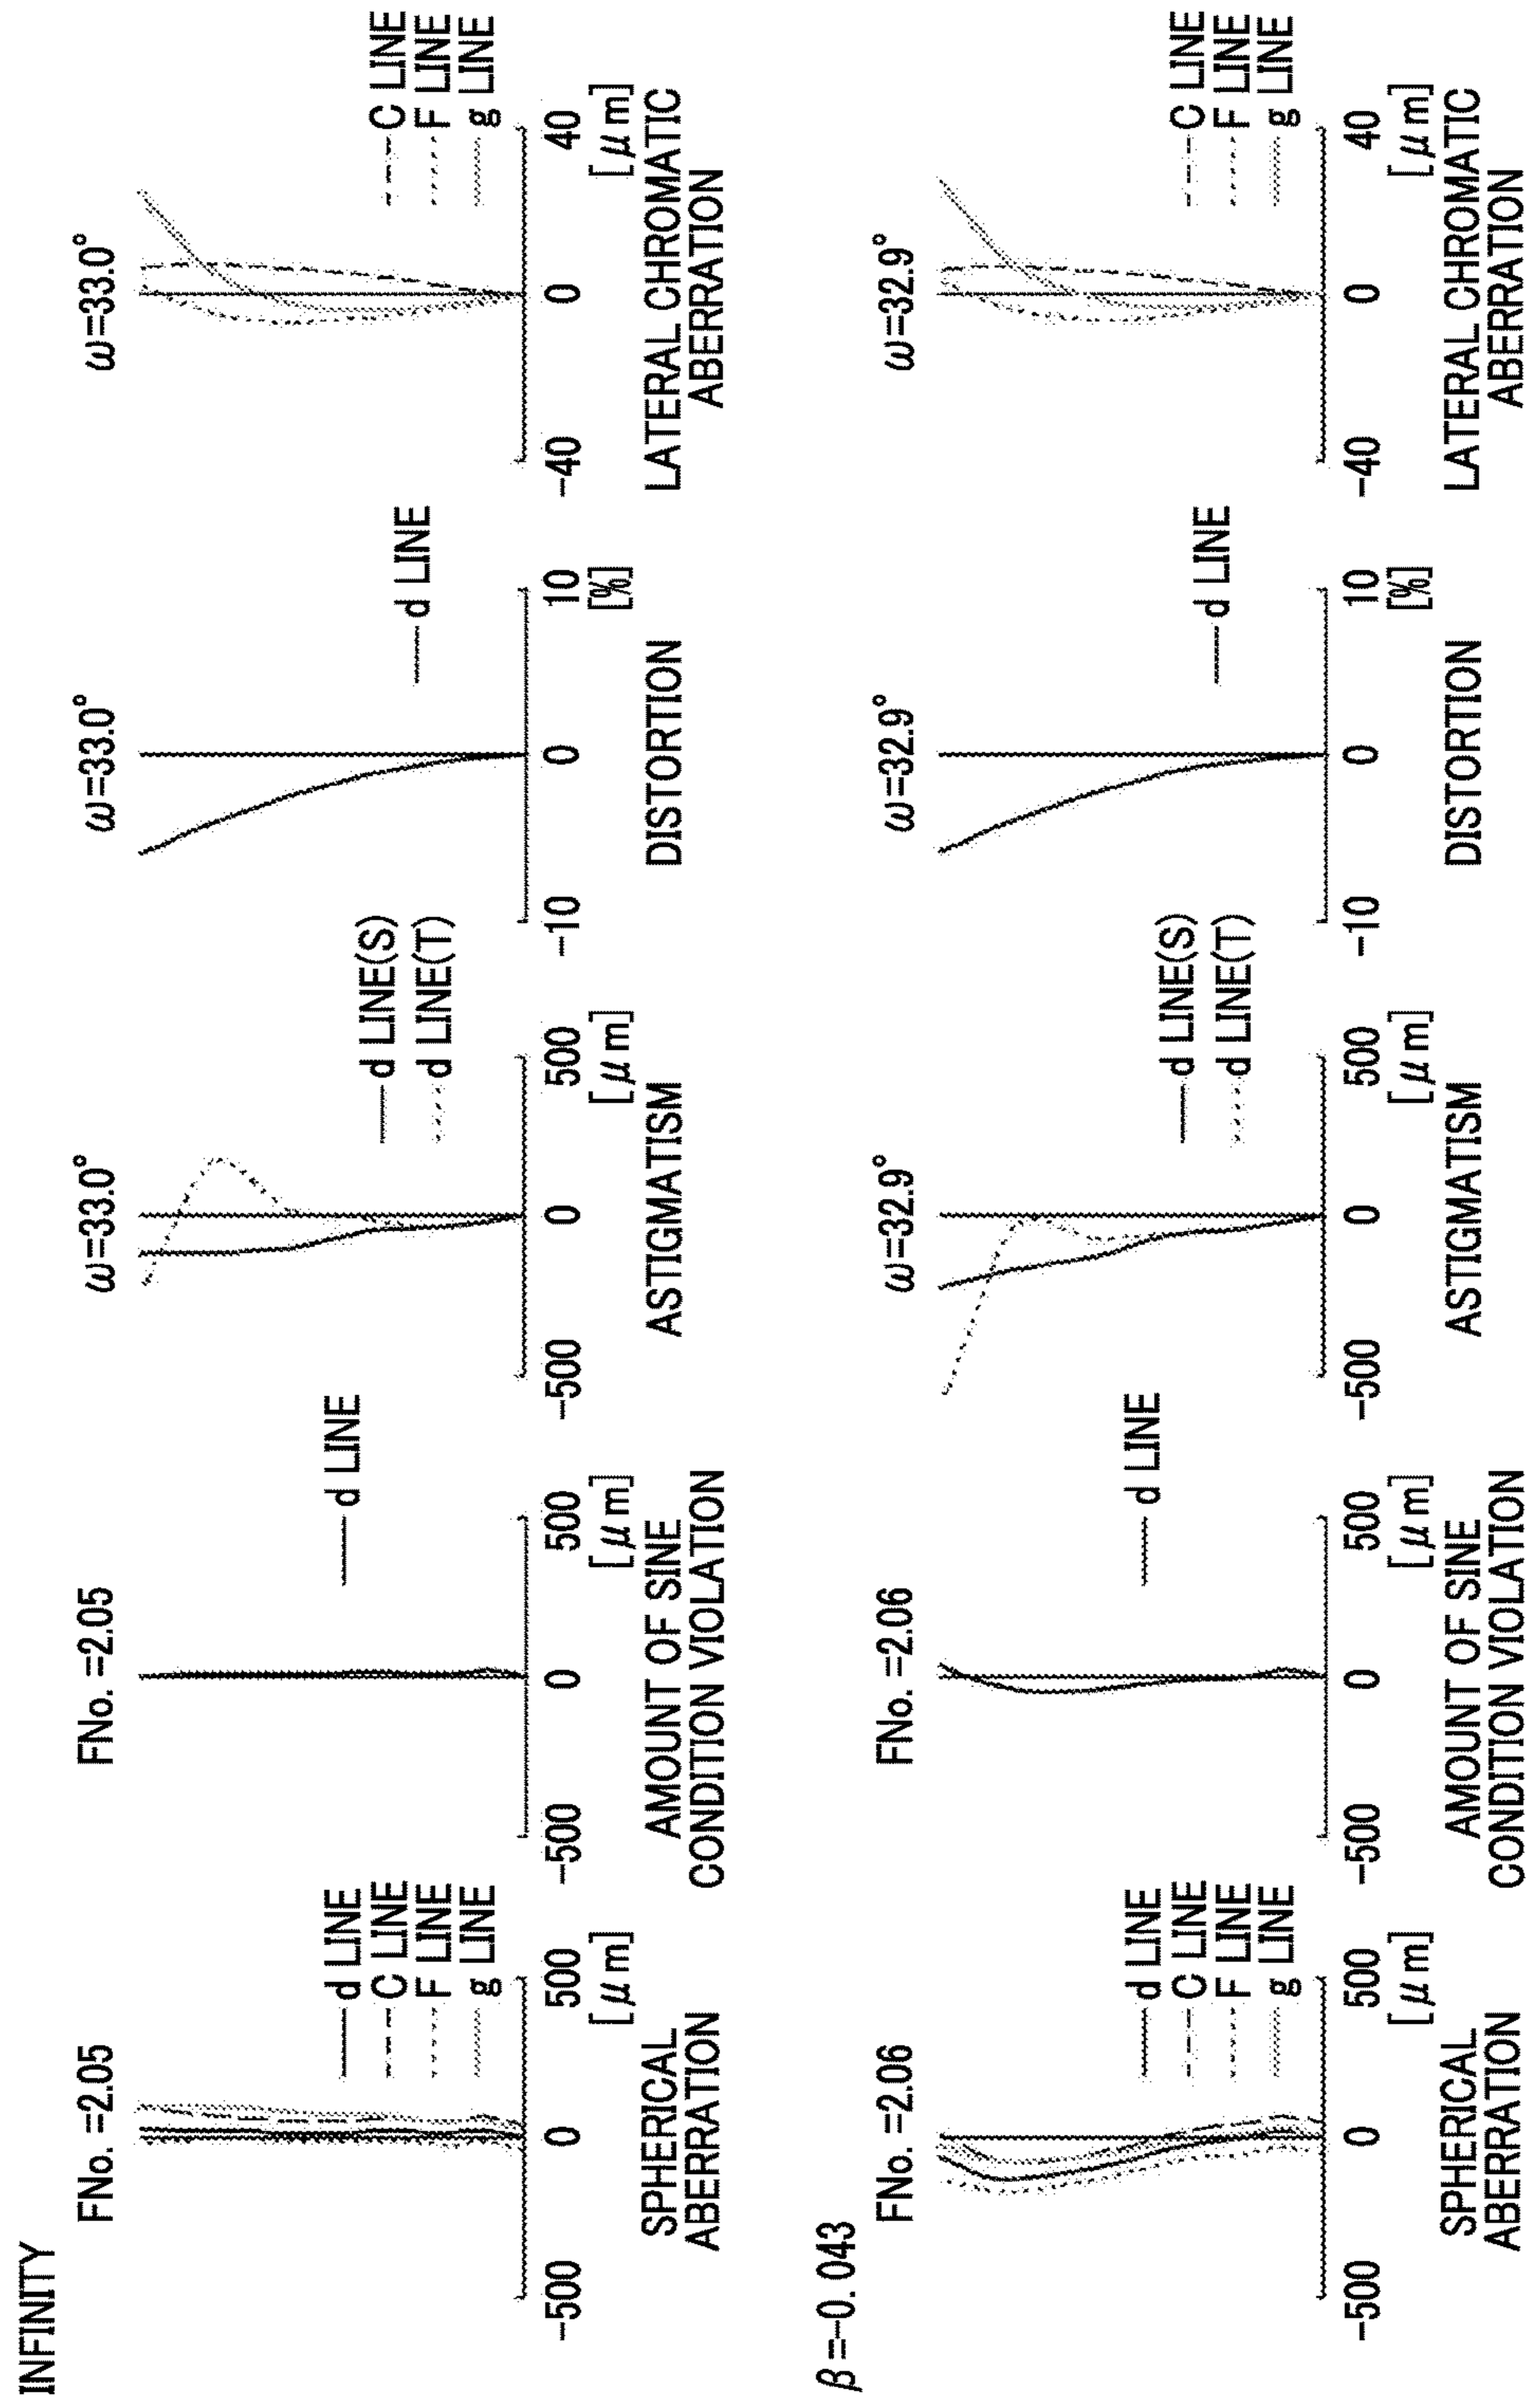 INFINITY
FNo. =2.05
d LINE
C LINE
F LINE
g LINE
-500
0
500
[μm]
SPHERICAL
ABERRATION
FNo. =2.05
d LINE
-500
0
500
[μm]
AMOUNT OF SINE
CONDITION VIOLATION
ω=33.0°
d LINE(S)
d LINE(T)
-500
0
500
[μm]
ASTIGMATISM
ω=33.0°
d LINE
-10
0
10
[%]
DISTORTION
ω=33.0°
C LINE
F LINE
g LINE
-40
0
40
[μm]
LATERAL CHROMATIC
ABERRATION
β=-0.043
FNo. =2.06
d LINE
C LINE
F LINE
g LINE
-500
0
500
[μm]
SPHERICAL
ABERRATION
FNo. =2.06
d LINE
-500
0
500
[μm]
AMOUNT OF SINE
CONDITION VIOLATION
ω=32.9°
d LINE(S)
d LINE(T)
-500
0
500
[μm]
ASTIGMATISM
ω=32.9°
d LINE
-10
0
10
[%]
DISTORTION
ω=32.9°
C LINE
F LINE
g LINE
-40
0
40
[μm]
LATERAL CHROMATIC
ABERRATION